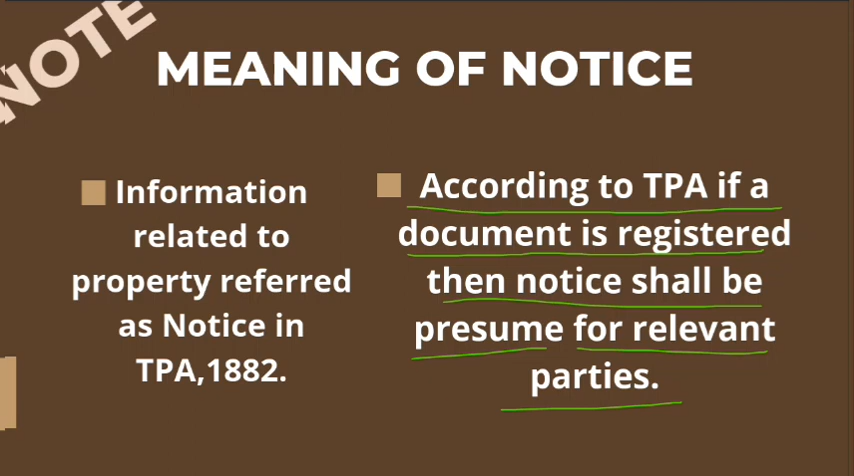 NOTE
MEANING OF NOTICE
Information
related to
property referred
as Notice in
TPA,1882.
According to TPA if a
document is registered
then notice shall be
presume for relevant
parties.